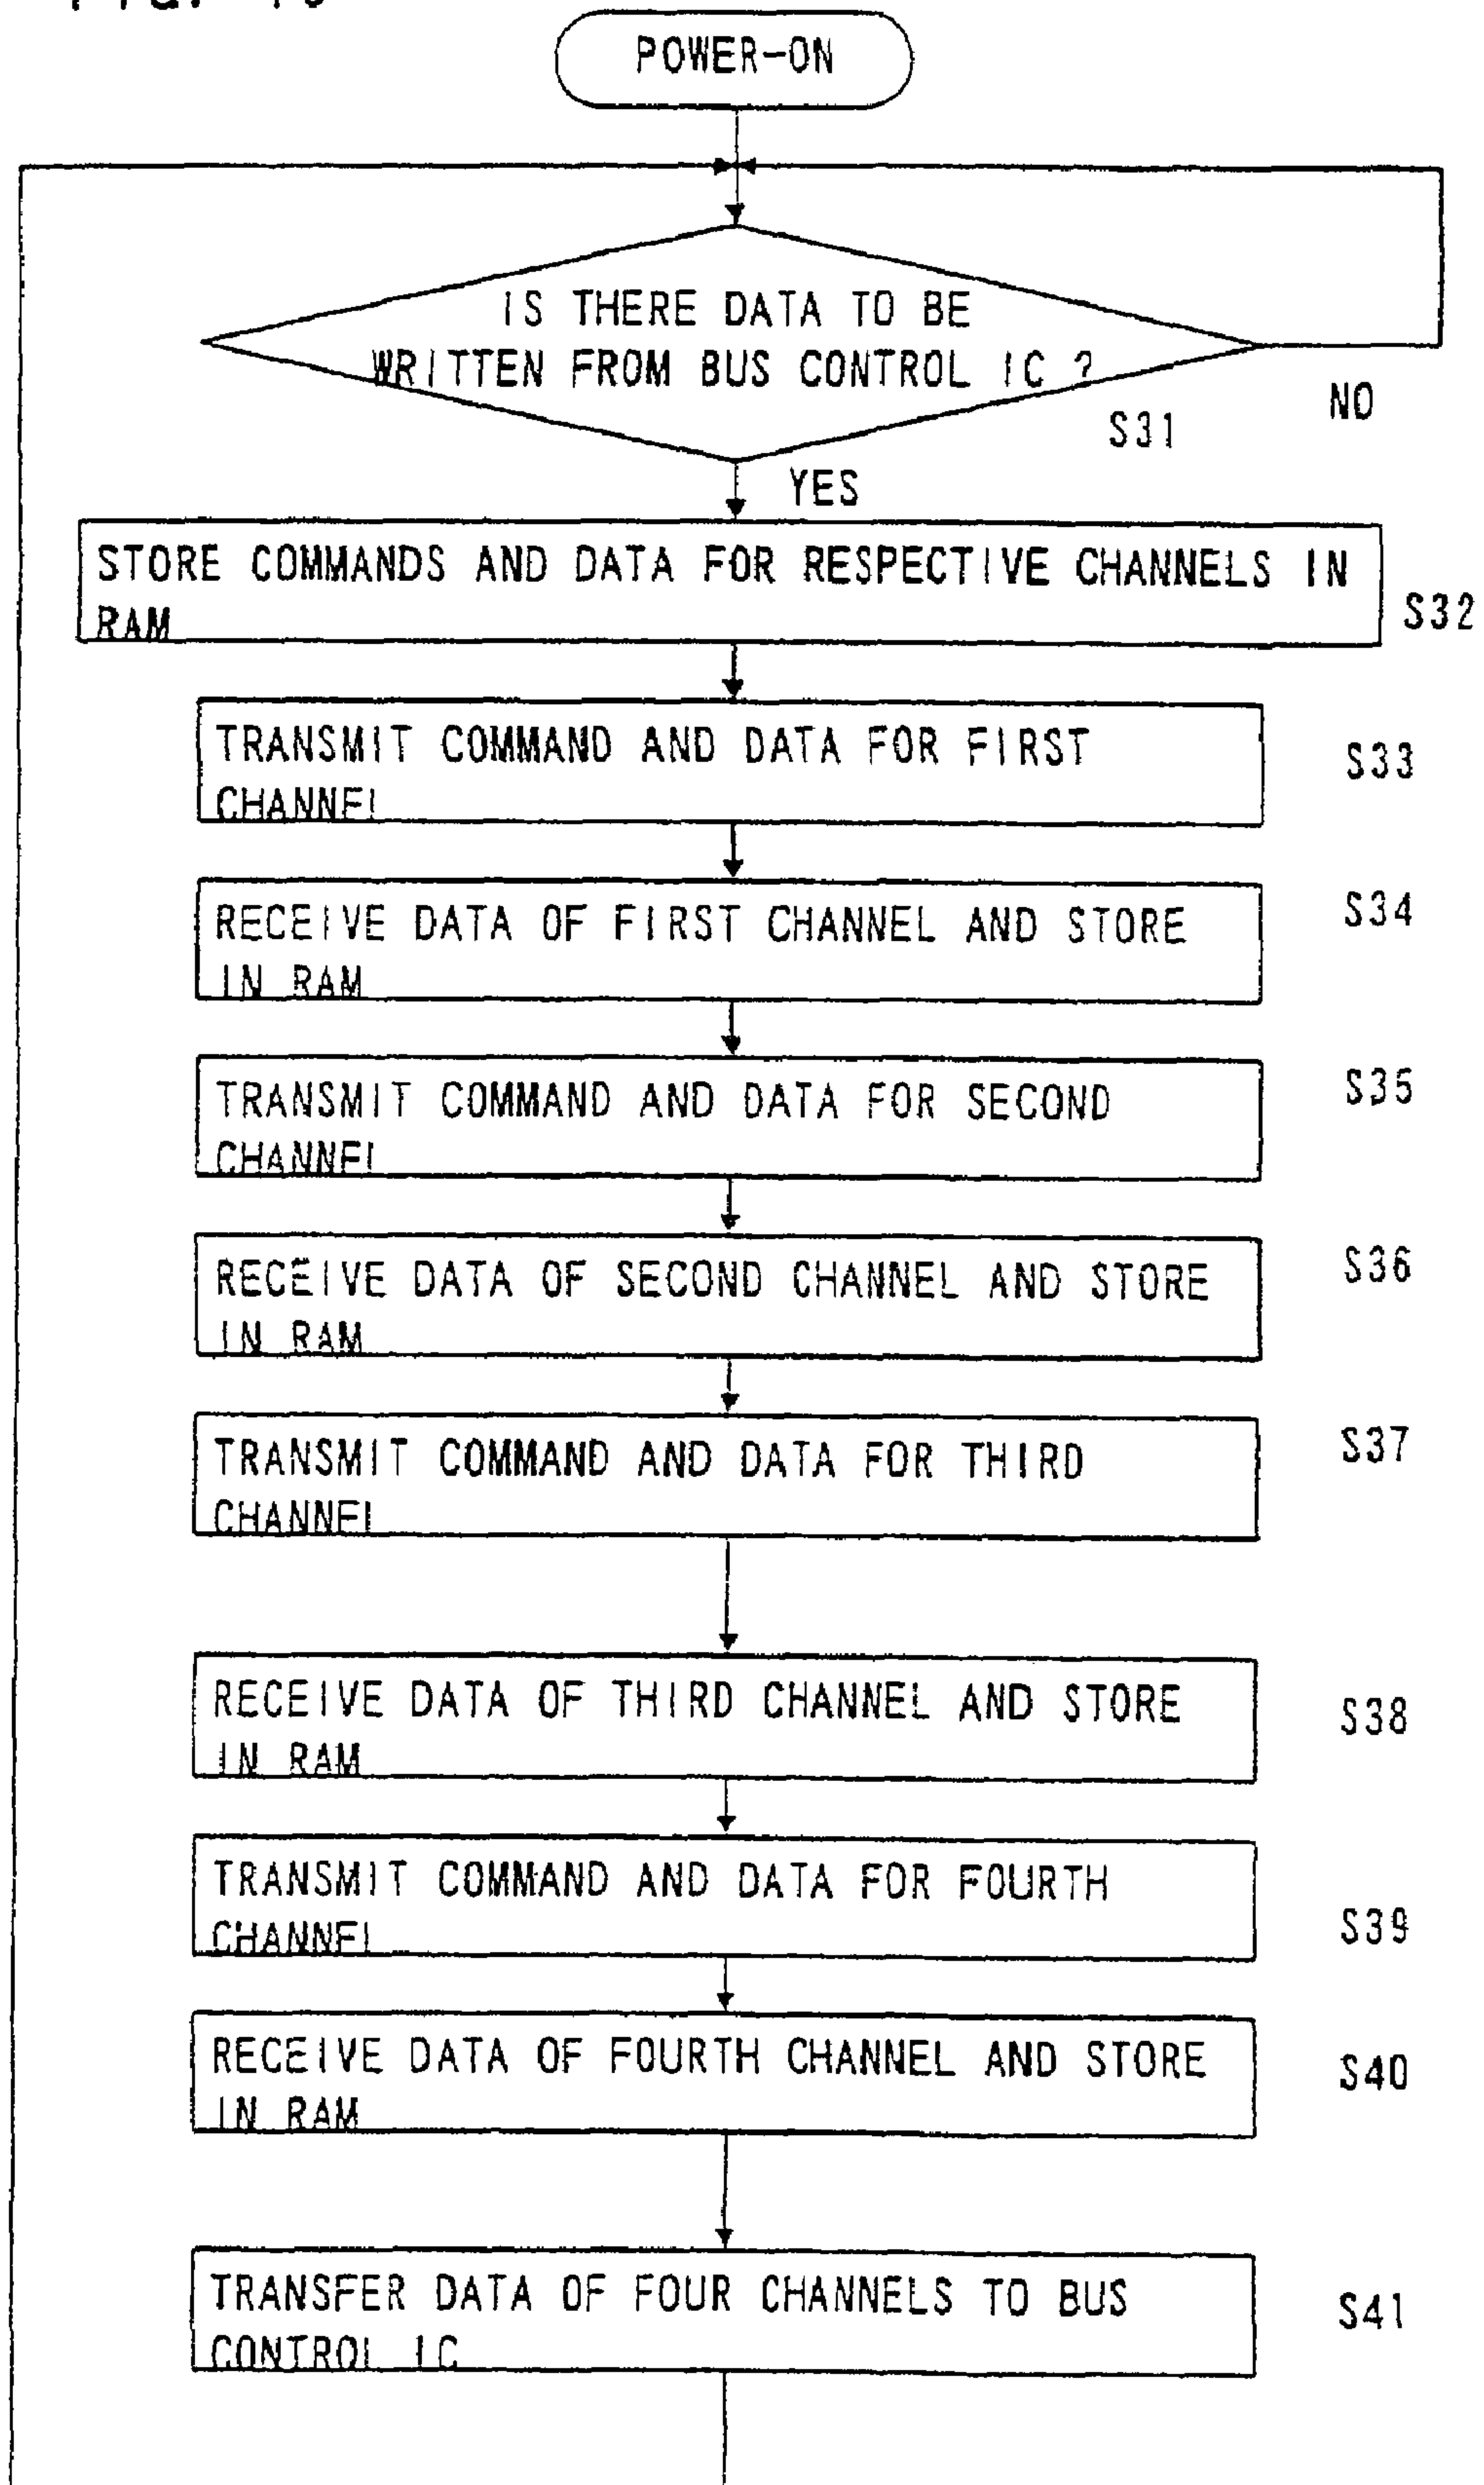 POWER-ON
IS THERE DATA TO BE
WRITTEN FROM BUS CONTROL IC ?
NO
S31
YES
STORE COMMANDS AND DATA FOR RESPECTIVE CHANNELS IN
RAM
S32
TRANSMIT COMMAND AND DATA FOR FIRST
CHANNEL
S33
RECEIVE DATA OF FIRST CHANNEL AND STORE
IN RAM
S34
TRANSMIT COMMAND AND DATA FOR SECOND
CHANNEL
S35
RECEIVE DATA OF SECOND CHANNEL AND STORE
IN RAM
S36
TRANSMIT COMMAND AND DATA FOR THIRD
CHANNEL
S37
RECEIVE DATA OF THIRD CHANNEL AND STORE
IN RAM
S38
TRANSMIT COMMAND AND DATA FOR FOURTH
CHANNEL
S39
RECEIVE DATA OF FOURTH CHANNEL AND STORE
IN RAM
S40
TRANSFER DATA OF FOUR CHANNELS TO BUS
CONTROL IC
S41